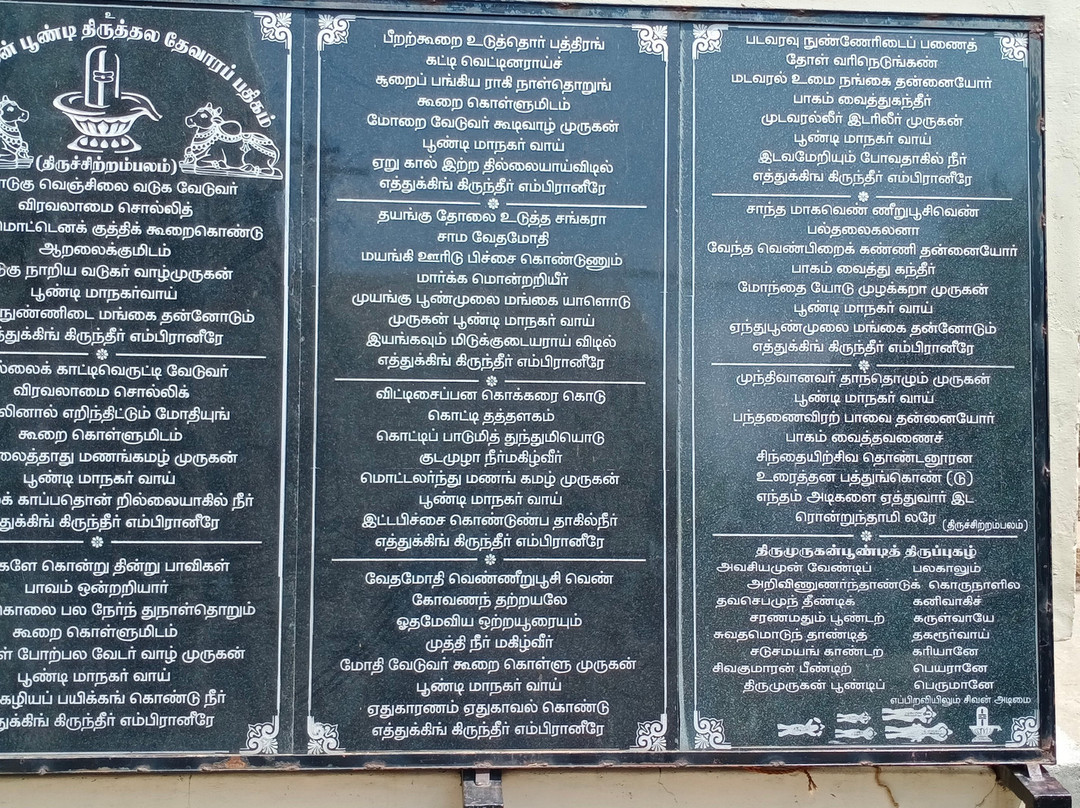 உ
பூண்டி திருத்தல தேவாரப் பதிகம்
(திருச்சிற்றம்பலம்)
வெஞ்சிலை வடுக வேடுவர்
விரவலாமை சொல்லித்
குத்திக் கூறைகொண்டு
ஆறலைக்குமிடம்
நாறிய வடுகர் வாழ்முருகன்
பூண்டி மாநகர்வாய்
மங்கை தன்னோடும்
கிருந்தீர் எம்பிரானீரே
காட்டிவெருட்டி வேடுவர்
விரவலாமை சொல்லிக்
எறிந்திட்டும் மோதியுங்
கூறை கொள்ளுமிடம்
மணங்கமழ் முருகன்
பூண்டி மாநகர் வாய்
காப்பதொன் றில்லையாகில் நீர்
கிருந்தீர் எம்பிரானீரே
கொன்று தின்று பாவிகள்
பாவம் ஒன்றறியார்
பல நேர்ந் துநாள்தொறும்
கூறை கொள்ளுமிடம்
போற்பல வேடர் வாழ் முருகன்
பூண்டி மாநகர் வாய்
பயிக்கங் கொண்டு நீர்
கிருந்தீர் எம்பிரானீரே
பீறற்கூறை உடுத்தொர் பத்திரங்
கட்டி வெட்டினராய்ச்
சூறைப் பங்கிய ராகி நாள்தொறுங்
கூறை கொள்ளுமிடம்
மோறை வேடுவர் கூடிவாழ் முருகன்
பூண்டி மாநகர் வாய்
ஏறு கால் இற்ற தில்லையாய்விடில்
எத்துக்கிங் கிருந்தீர் எம்பிரானீரே
தயங்கு தோலை உடுத்த சங்கரா
சாம வேதமோதி
மயங்கி ஊரிடு பிச்சை கொண்டுணும்
மார்க்க மொன்றறியீர்
முயங்கு பூண்முலை மங்கை யாளொடு
முருகன் பூண்டி மாநகர் வாய்
இயங்கவும் மிடுக்குடையராய் விடில்
எத்துக்கிங் கிருந்தீர் எம்பிரானீரே
விட்டிசைப்பன கொக்கரை கொடு
கொட்டி தத்தளகம்
கொட்டிப் பாடுமித் துந்துமியொடு
குடமுழா நீர்மகிழ்வீர்
மொட்டலர்ந்து மணங் கமழ் முருகன்
பூண்டி மாநகர் வாய்
இட்டபிச்சை கொண்டுண்ப தாகில்நீர்
எத்துக்கிங் கிருந்தீர் எம்பிரானீரே
வேதமோதி வெண்ணீறுபூசி வெண்
கோவணந் தற்றயலே
ஓதமேவிய ஒற்றயூரையும்
முத்தி நீர் மகிழ்வீர்
மோதி வேடுவர் கூறை கொள்ளு முருகன்
பூண்டி மாநகர் வாய்
ஏதுகாரணம் ஏதுகாவல் கொண்டு
எத்துக்கிங் கிருந்தீர் எம்பிரானீரே
படவரவு நுண்ணேரிடைப் பணைத்
தோள் வரிநெடுங்கண்
மடவரல் உமை நங்கை தன்னையோர்
பாகம் வைத்துகந்தீர்
முடவரல்லீர் இடரிலீர் முருகன்
பூண்டி மாநகர் வாய்
இடவமேறியும் போவதாகில் நீர்
எத்துக்கிங கிருந்தீர் எம்பிரானீரே
சாந்த மாகவெண் ணீறுபூசிவெண்
பல்தலைகலனா
வேந்த வெண்பிறைக் கண்ணி தன்னையோர்
பாகம் வைத்து கந்தீர்
மோந்தை யோடு முழக்கறா முருகன்
பூண்டி மாநகர் வாய்
ஏந்துபூண்முலை மங்கை தன்னோடும்
எத்துக்கிங் கிருந்தீர் எம்பிரானீரே
முந்திவானவர் தாந்தொழும் முருகன்
பூண்டி மாநகர் வாய்
பந்தணைவிரற் பாவை தன்னையோர்
பாகம் வைத்தவணைச்
சிந்தையிற்சிவ தொண்டனூரன
உரைத்தன பத்துங்கொண் (டு)
எந்தம் அடிகளை ஏத்துவார் இட
ரொன்றுந்தாமி லரே (திருச்சிற்றம்பலம்)
திருமுருகன்பூண்டித் திருப்புகழ்
அவசியமுன் வேண்டிப் பலகாலும்
அறிவினுணர்ந்தாண்டுக் கொருநாளில
தவசெபமுந் தீண்டிக் கனிவாகிச்
சரணமதும் பூண்டற் கருள்வாயே
சுவதமொடுந் தாண்டித் தகரூர்வாய்
சடுசமயங் காண்டற் கரியானே
சிவகுமாரன் பீண்டிற் பெயரானே
திருமுருகன் பூண்டிப் பெருமானே
எப்பிறவியிலும் சிவன் அடிமை